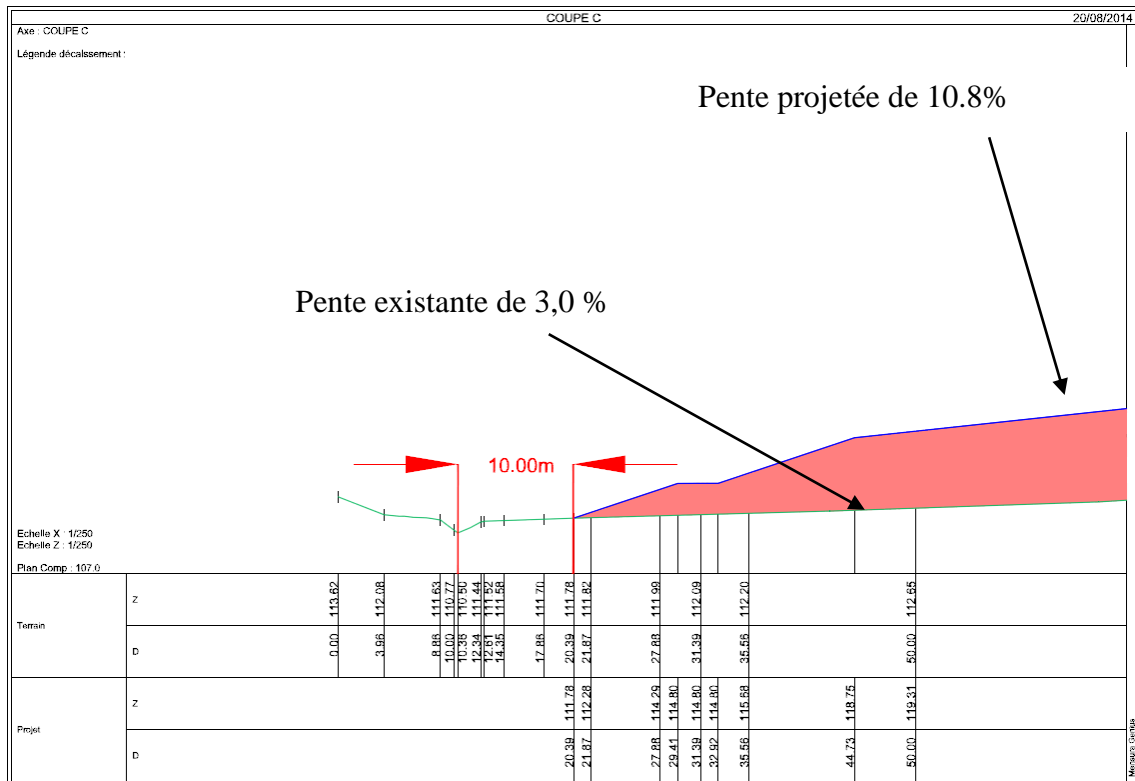 COUPE C
20/08/2014
Axe : COUPE C
Légende décaissement :
Pente projetée de 10.8%
Pente existante de 3,0 %
10.00m
Echelle X : 1/250
Echelle Z : 1/250
Plan Comp : 107.0
Terrain
Z
113.62 112.08 111.63 110.77 110.50 111.44 111.52 111.58 111.70 111.78 111.82 111.99 112.09 112.20 112.65
D
0.00 3.96 8.86 10.00 10.36 12.34 12.61 14.35 17.86 20.39 21.87 27.88 31.39 35.56 50.00
Projet
Z
111.78 112.28 114.29 114.80 114.80 114.80 115.68 118.75 119.31
D
20.39 21.87 27.88 29.41 31.39 32.92 35.56 44.73 50.00
Mensura Genius